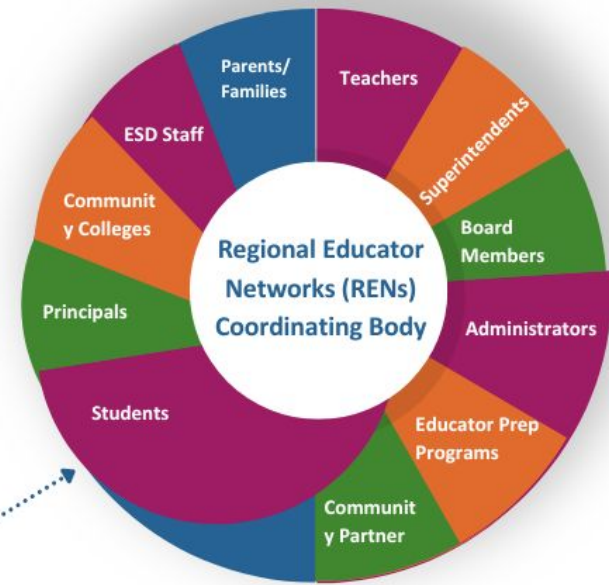 Parents/
Families
Teachers
Superintendents
Board
Members
Administrators
Educator Prep
Programs
Communit
y Partner
Students
Principals
Communit
y Colleges
ESD Staff
Regional Educator
Networks (RENs)
Coordinating Body